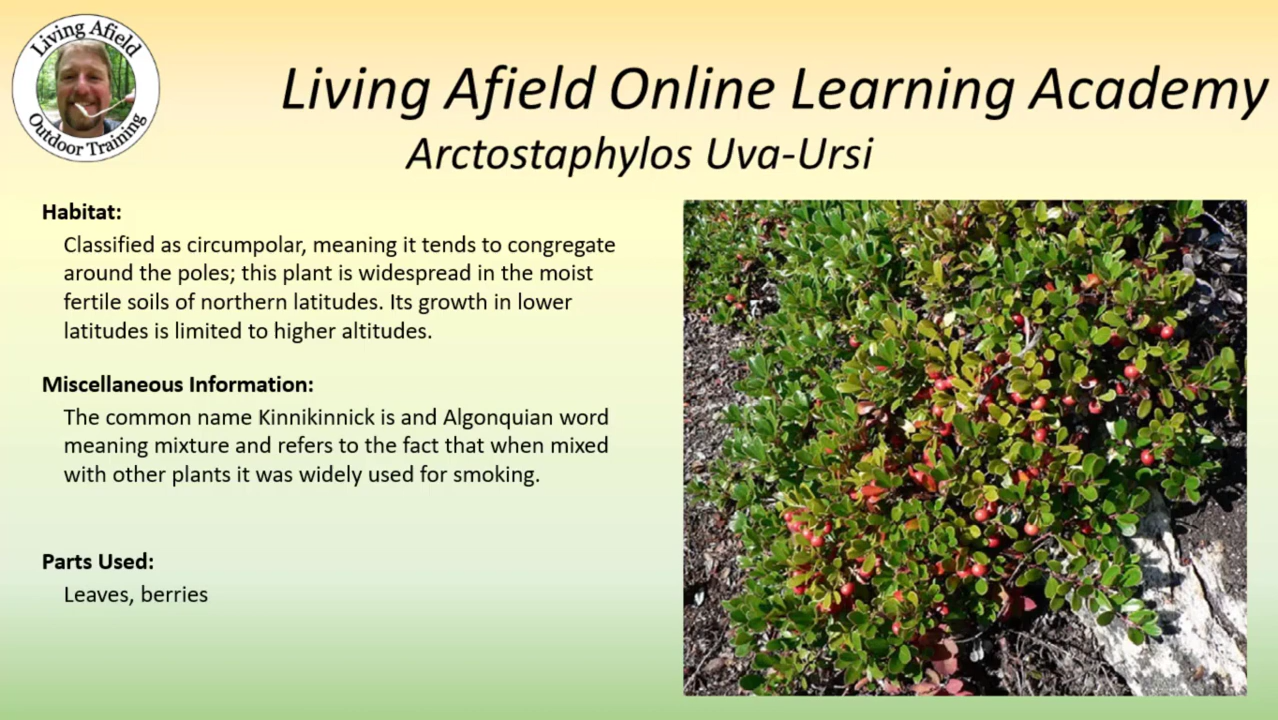 Living Afield
Outdoor Training
Living Afield Online Learning Academy
Arctostaphylos Uva-Ursi
Habitat:
Classified as circumpolar, meaning it tends to congregate
around the poles; this plant is widespread in the moist
fertile soils of northern latitudes. Its growth in lower
latitudes is limited to higher altitudes.
Miscellaneous Information:
The common name Kinnikinnick is and Algonquian word
meaning mixture and refers to the fact that when mixed
with other plants it was widely used for smoking.
Parts Used:
Leaves, berries